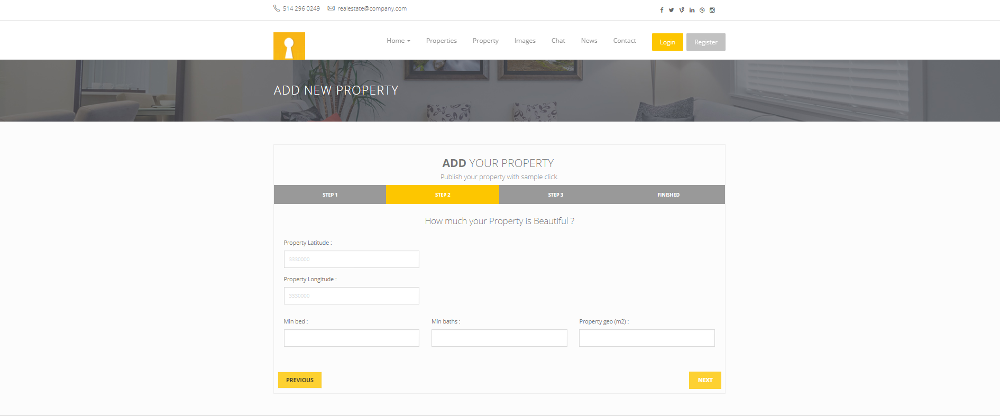 514 296 0249 realestate@company.com
Home Properties Property Images Chat News Contact Login Register
ADD NEW PROPERTY
ADD YOUR PROPERTY
Publish your property with sample click.
STEP 1 STEP 2 STEP 3 FINISHED
How much your Property is Beautiful ?
Property Latitude :
3330000
Property Longitude :
3330000
Min bed : Min baths : Property geo (m2) :
PREVIOUS NEXT